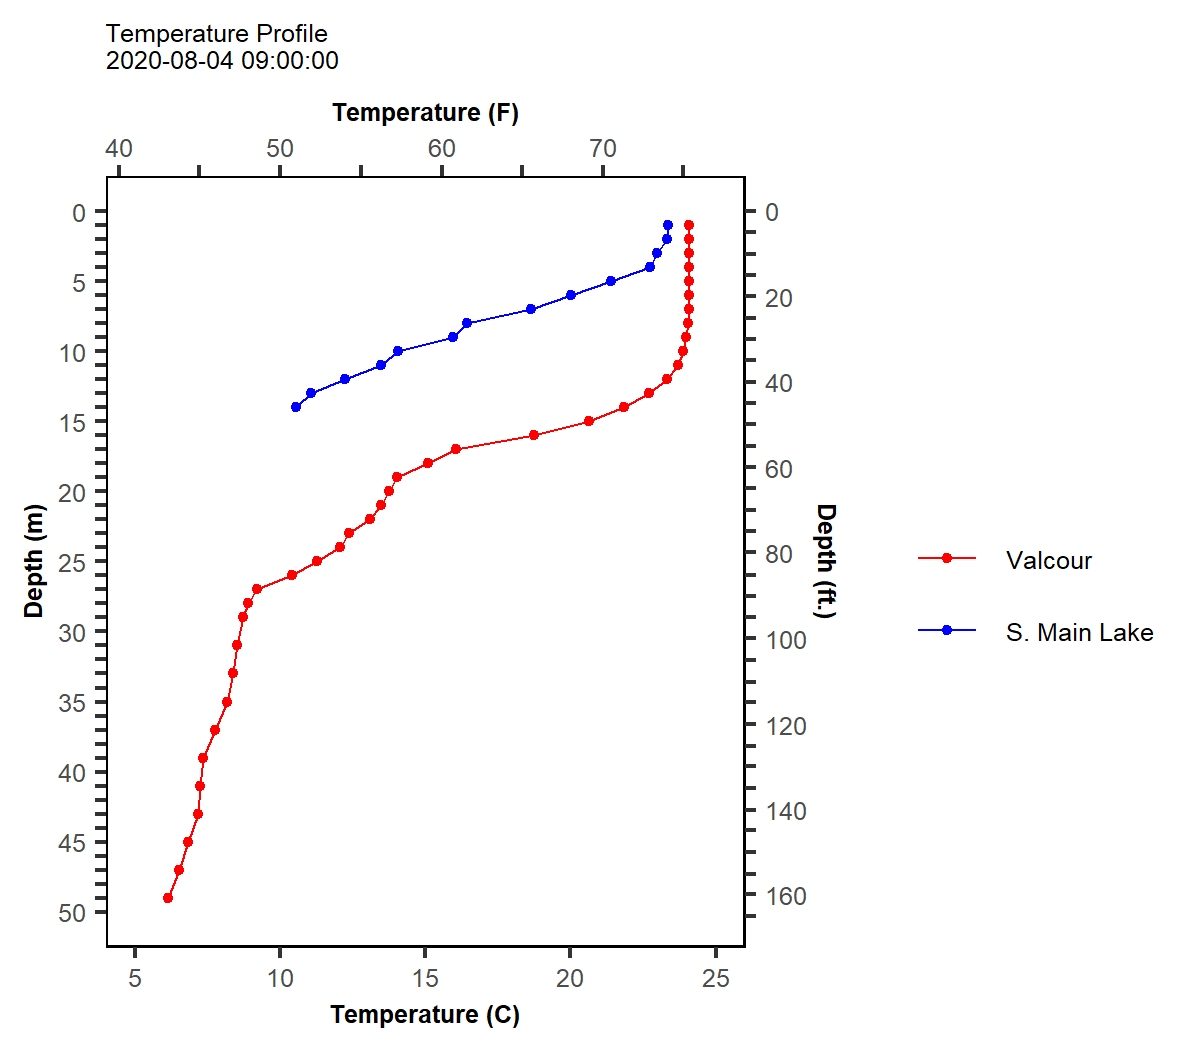 Temperature Profile
2020-08-04 09:00:00
Temperature (F)
40 50 60 70
0
5
10
15
20
25
30
35
40
45
50
Depth (m)
0
20
40
60
80
100
120
140
160
Depth (ft.)
Valcour
S. Main Lake
5 10 15 20 25
Temperature (C)